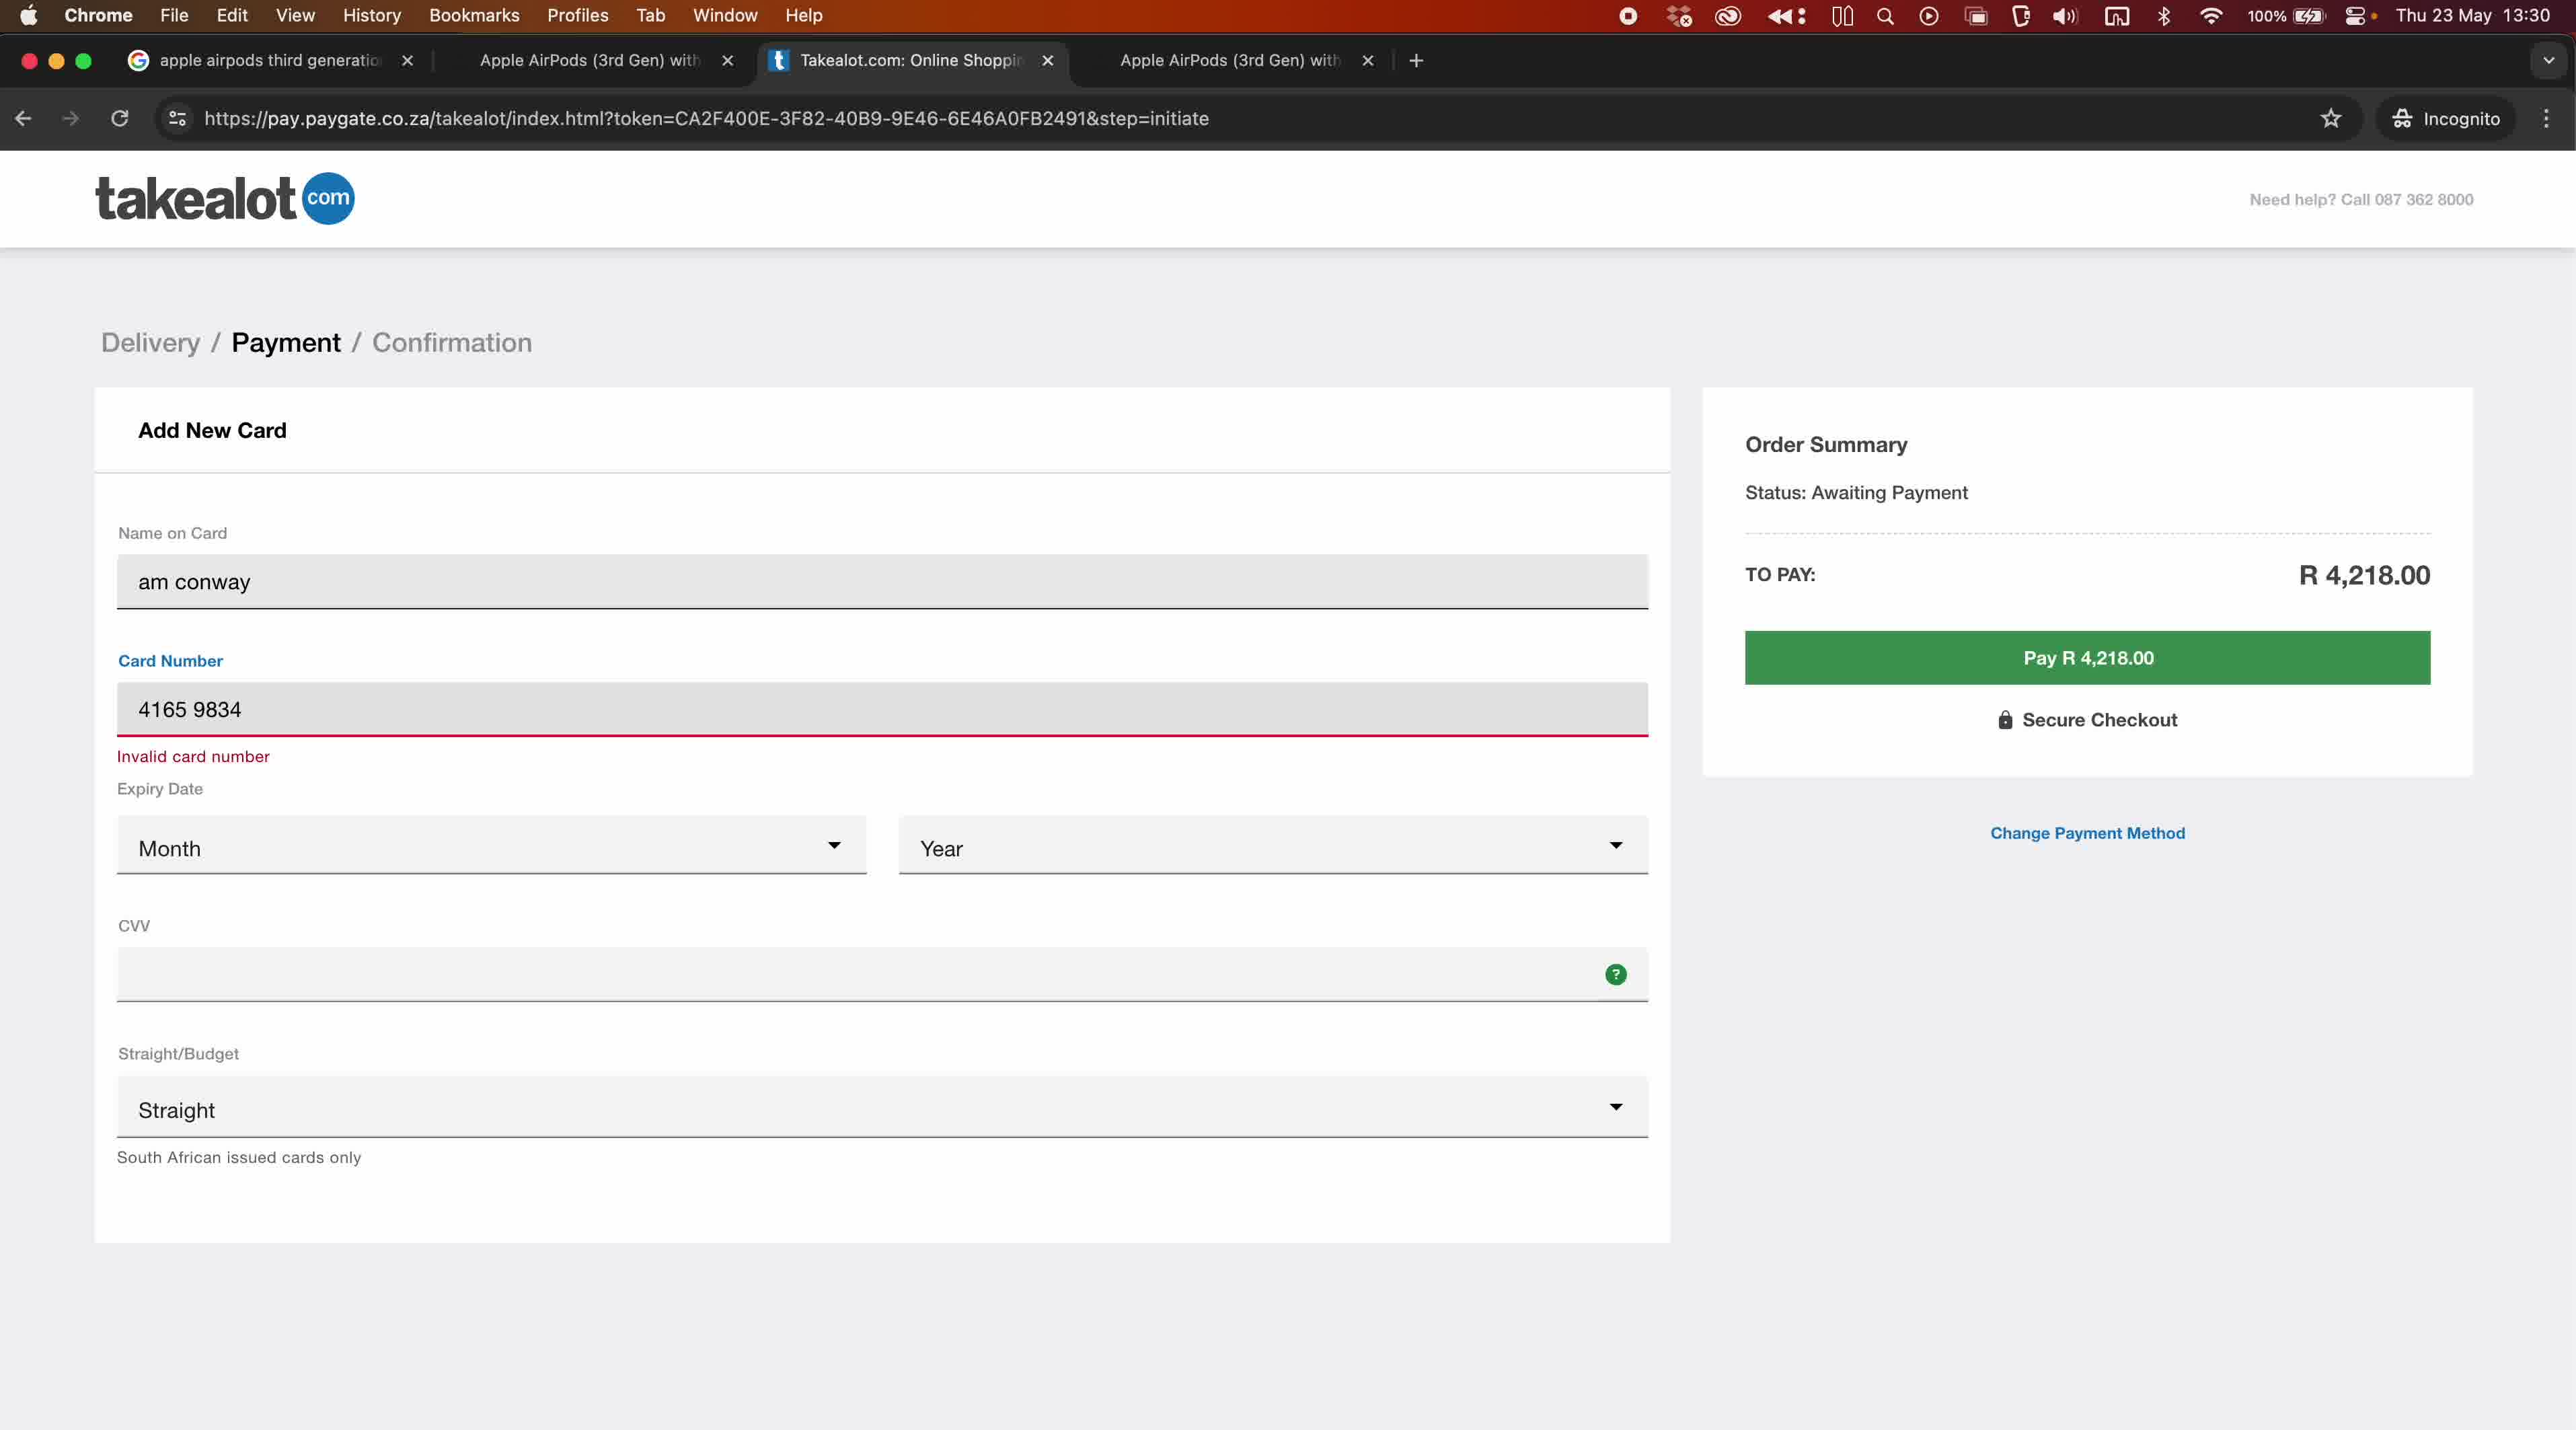 Chrome File Edit View History Bookmarks Profiles Tab Window Help 100% Thu 23 May 13:30
apple airpods third generatio Apple AirPods (3rd Gen) with Takealot.com: Online Shoppin Apple AirPods (3rd Gen) with
https://pay.paygate.co.za/takealot/index.html?token=CA2F400E-3F82-40B9-9E46-6E46A0FB2491&step=initiate Incognito
takealot com
Need help? Call 087 362 8000
Delivery / Payment / Confirmation
Add New Card
Name on Card
am conway
Card Number
4165 9834
Invalid card number
Expiry Date
Month Year
CVV
?
Straight/Budget
Straight
South African issued cards only
Order Summary
Status: Awaiting Payment
TO PAY: R 4,218.00
Pay R 4,218.00
Secure Checkout
Change Payment Method